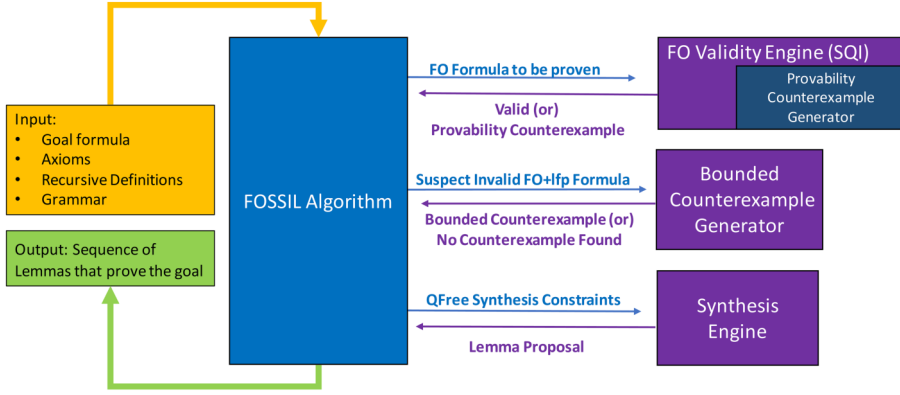 Input:
• Goal formula
• Axioms
• Recursive Definitions
• Grammar
Output: Sequence of
Lemmas that prove the goal
FOSSIL Algorithm
FO Formula to be proven
Valid (or)
Provability Counterexample
Suspect Invalid FO+lfp Formula
Bounded Counterexample (or)
No Counterexample Found
QFree Synthesis Constraints
Lemma Proposal
FO Validity Engine (SQI)
Provability
Counterexample
Generator
Bounded
Counterexample
Generator
Synthesis
Engine